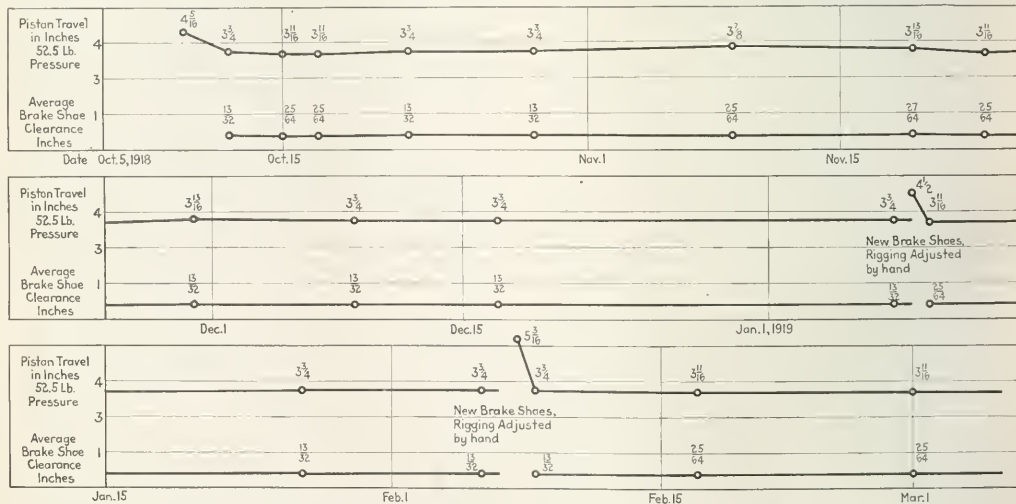 4 5/16
Piston Travel
in Inches
52.5 Lb.
Pressure
4
3
3 3/4 3 11/16 3 11/16 3 3/4 3 3/4 3 7/8 3 13/16 3 11/16
Average
Brake Shoe
Clearance
Inches
1
13/32 25/64 25/64 13/32 13/32 25/64 27/64 25/64
Date Oct. 5, 1918 Oct. 15 Nov. 1 Nov. 15
Piston Travel
in Inches
52.5 Lb.
Pressure
4
3
3 13/16 3 3/4 3 3/4 3 3/4 4 1/2 3 11/16
New Brake Shoes,
Rigging Adjusted
by hand
Average
Brake Shoe
Clearance
Inches
1
13/32 13/32 13/32 13/32 25/64
Dec. 1 Dec. 15 Jan. 1, 1919
5 3/16
Piston Travel
in Inches
52.5 Lb.
Pressure
4
3
3 3/4 3 3/4 3 3/4 3 11/16 3 11/16
New Brake Shoes,
Rigging Adjusted
by hand
Average
Brake Shoe
Clearance
Inches
1
13/32 13/32 13/32 25/64 25/64
Jan. 15 Feb. 1 Feb. 15 Mar. 1